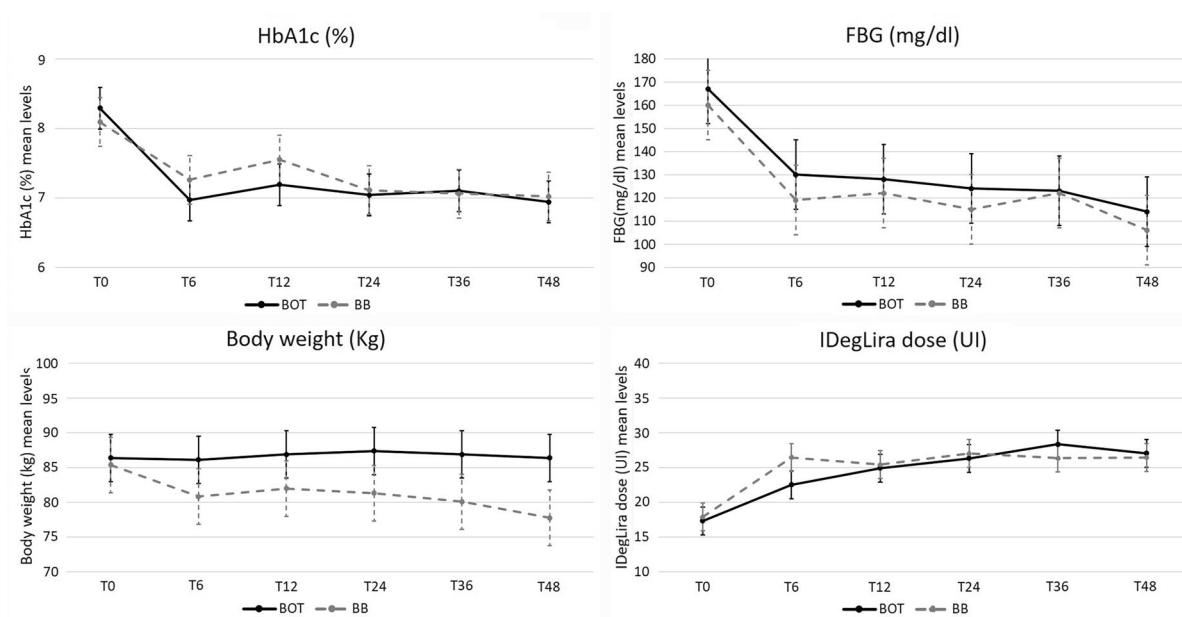 HbA1c (%)
HbA1c (%) mean levels
9
8
7
6
T0 T6 T12 T24 T36 T48
BOT BB
FBG (mg/dl)
FBG(mg/dl) mean levels
180
170
160
150
140
130
120
110
100
90
T0 T6 T12 T24 T36 T48
BOT BB
Body weight (Kg)
Body weight (kg) mean levels
100
95
90
85
80
75
70
T0 T6 T12 T24 T36 T48
BOT BB
IDegLira dose (UI)
IDegLira dose (UI) mean levels
40
35
30
25
20
15
10
T0 T6 T12 T24 T36 T48
BOT BB